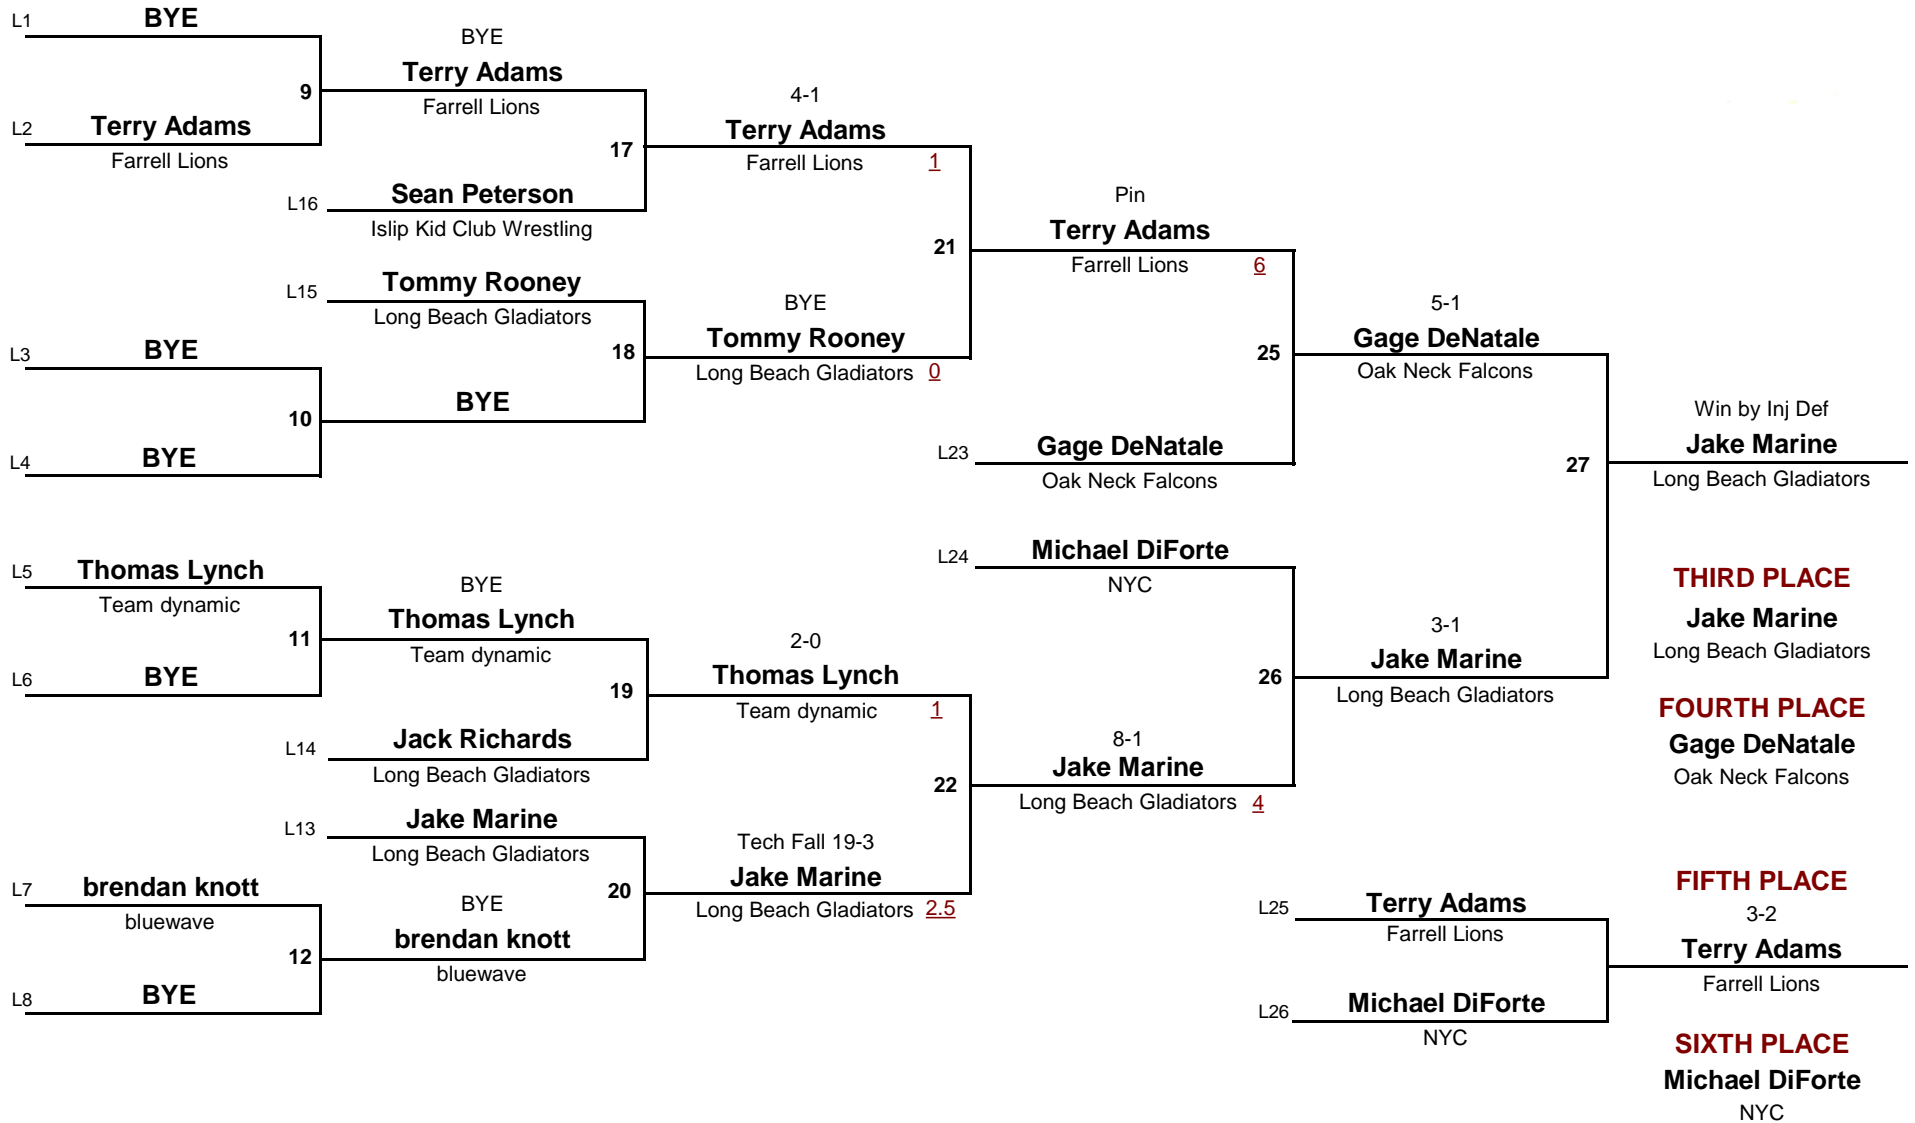 L1 BYE
L2 Terry Adams
Farrell Lions
9
BYE
Terry Adams
Farrell Lions
L16 Sean Peterson
Islip Kid Club Wrestling
17
4-1
Terry Adams
Farrell Lions 1
L15 Tommy Rooney
Long Beach Gladiators
L3 BYE
L4 BYE
10
BYE
18
BYE
Tommy Rooney
Long Beach Gladiators 0
21
Pin
Terry Adams
Farrell Lions 6
L23 Gage DeNatale
Oak Neck Falcons
25
5-1
Gage DeNatale
Oak Neck Falcons
L5 Thomas Lynch
Team dynamic
L6 BYE
11
BYE
Thomas Lynch
Team dynamic
L14 Jack Richards
Long Beach Gladiators
19
2-0
Thomas Lynch
Team dynamic 1
L13 Jake Marine
Long Beach Gladiators
L7 brendan knott
bluewave
L8 BYE
12
BYE
brendan knott
bluewave
20
Tech Fall 19-3
Jake Marine
Long Beach Gladiators 2.5
22
8-1
Jake Marine
Long Beach Gladiators 4
L24 Michael DiForte
NYC
26
3-1
Jake Marine
Long Beach Gladiators
27
Win by Inj Def
Jake Marine
Long Beach Gladiators
THIRD PLACE
Jake Marine
Long Beach Gladiators
FOURTH PLACE
Gage DeNatale
Oak Neck Falcons
L25 Terry Adams
Farrell Lions
L26 Michael DiForte
NYC
FIFTH PLACE
3-2
Terry Adams
Farrell Lions
SIXTH PLACE
Michael DiForte
NYC